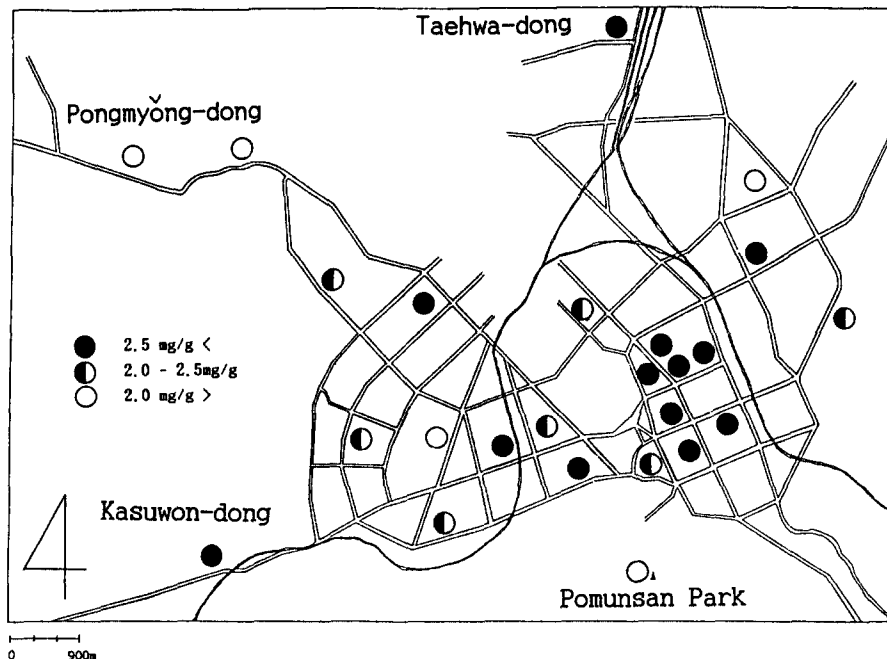 Taehwa-dong
Pongmyǒng-dong
2.5 mg/g <
2.0 - 2.5mg/g
2.0 mg/g >
Kasuwon-dong
Pomunsan Park
0 900m